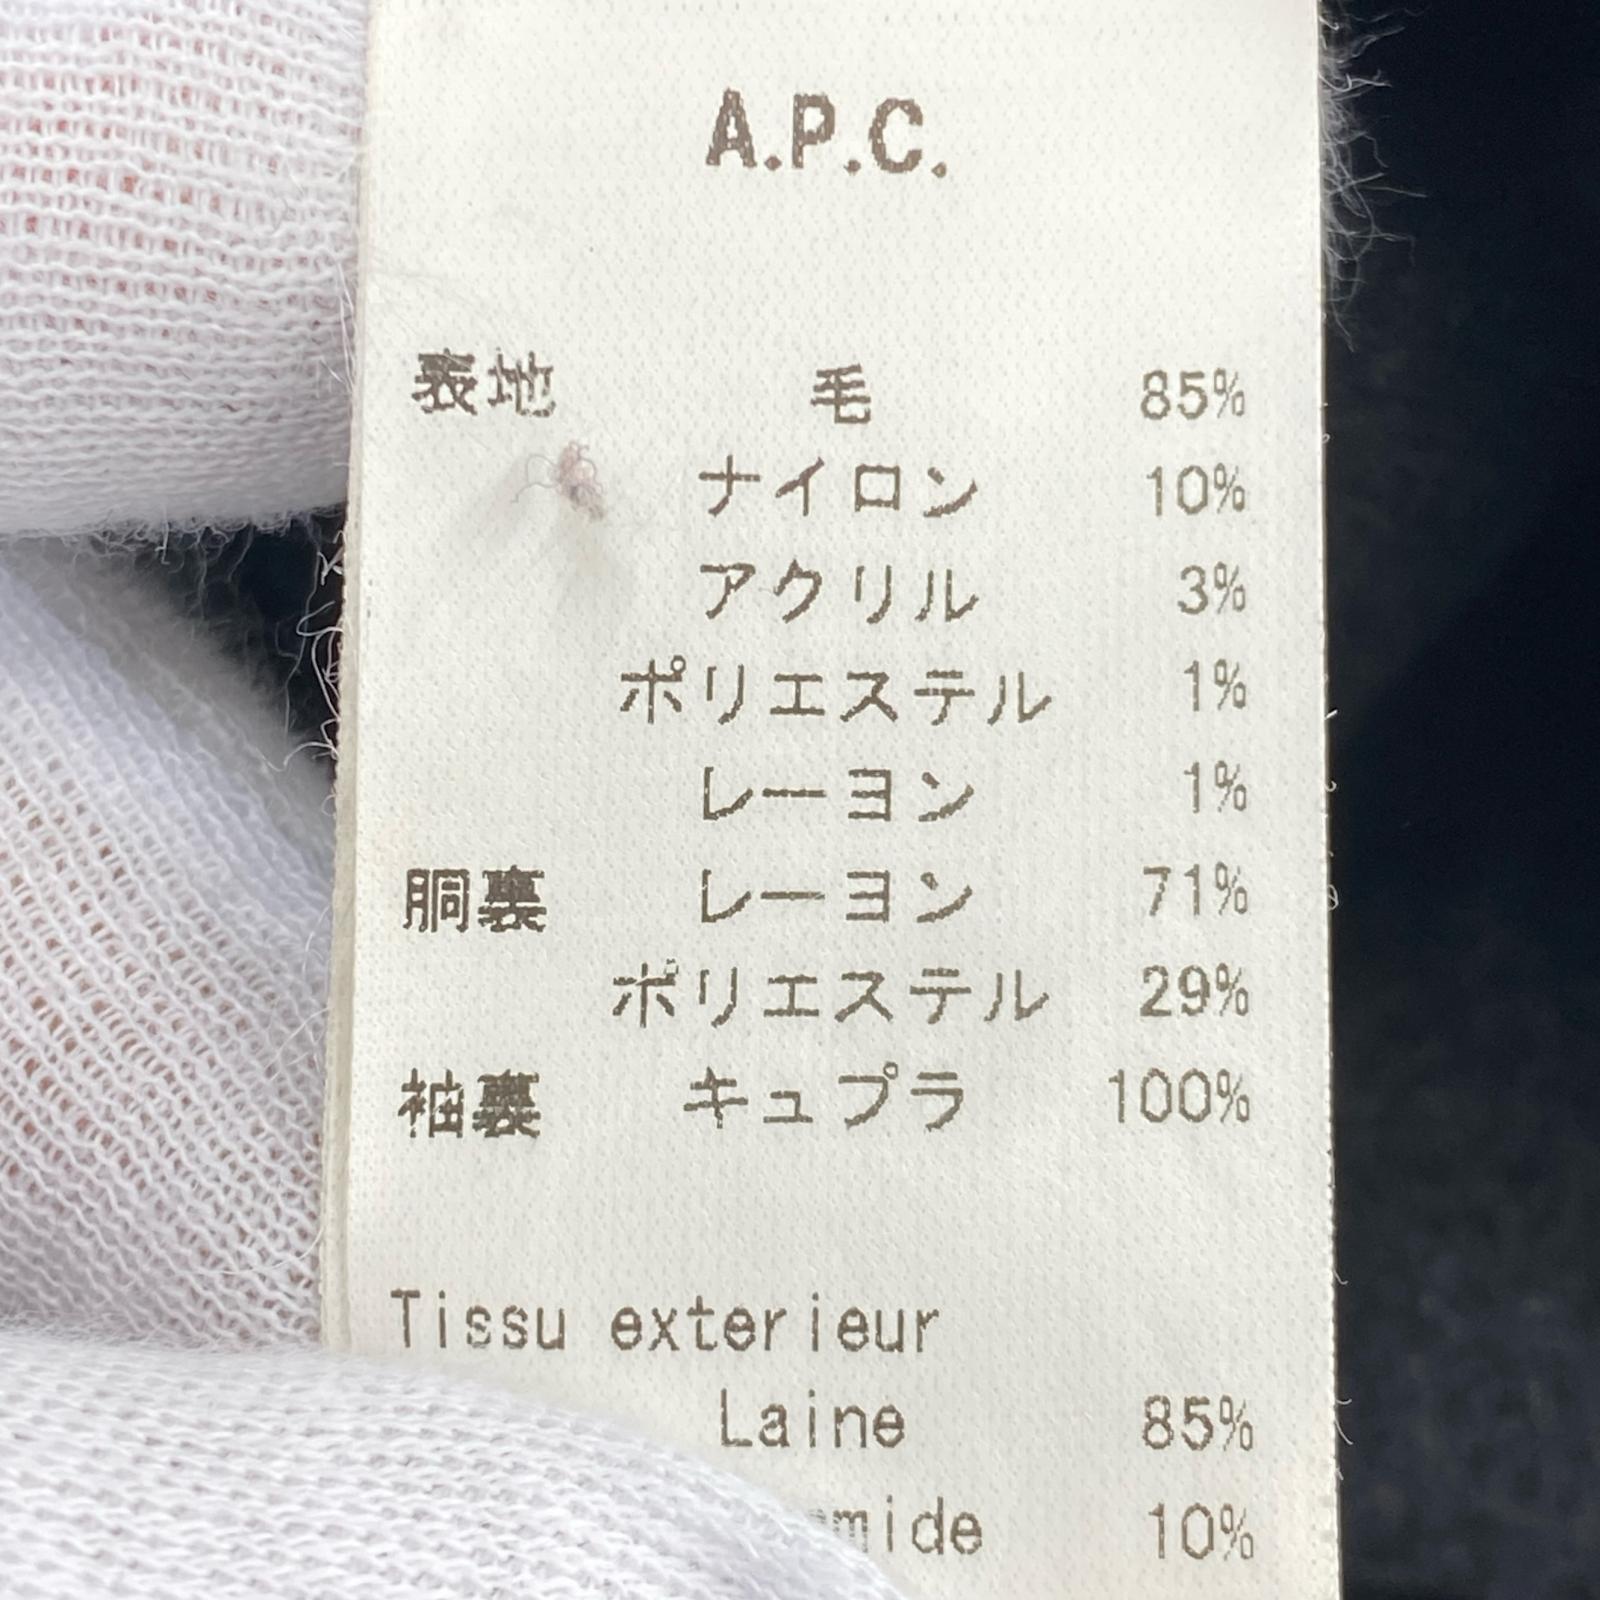 A.P.C.
表地 毛 85%
ナイロン 10%
アクリル 3%
ポリエステル 1%
レーヨン 1%
胴裏 レーヨン 71%
ポリエステル 29%
袖裏 キュプラ 100%
Tissu exterieur
Laine 85%
10%